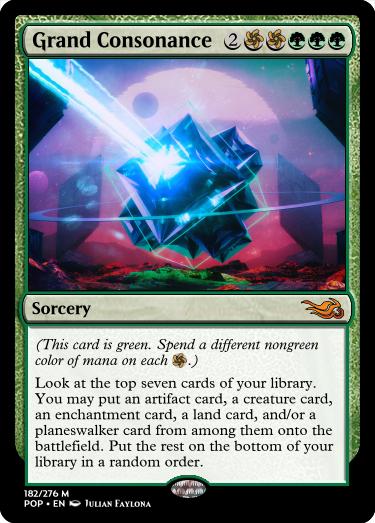 Grand Consonance 2
Sorcery
(This card is green. Spend a different nongreen
color of mana on each .)
Look at the top seven cards of your library.
You may put an artifact card, a creature card,
an enchantment card, a land card, and/or a
planeswalker card from among them onto the
battlefield. Put the rest on the bottom of your
library in a random order.
182/276 M
POP • EN Julian Faylona